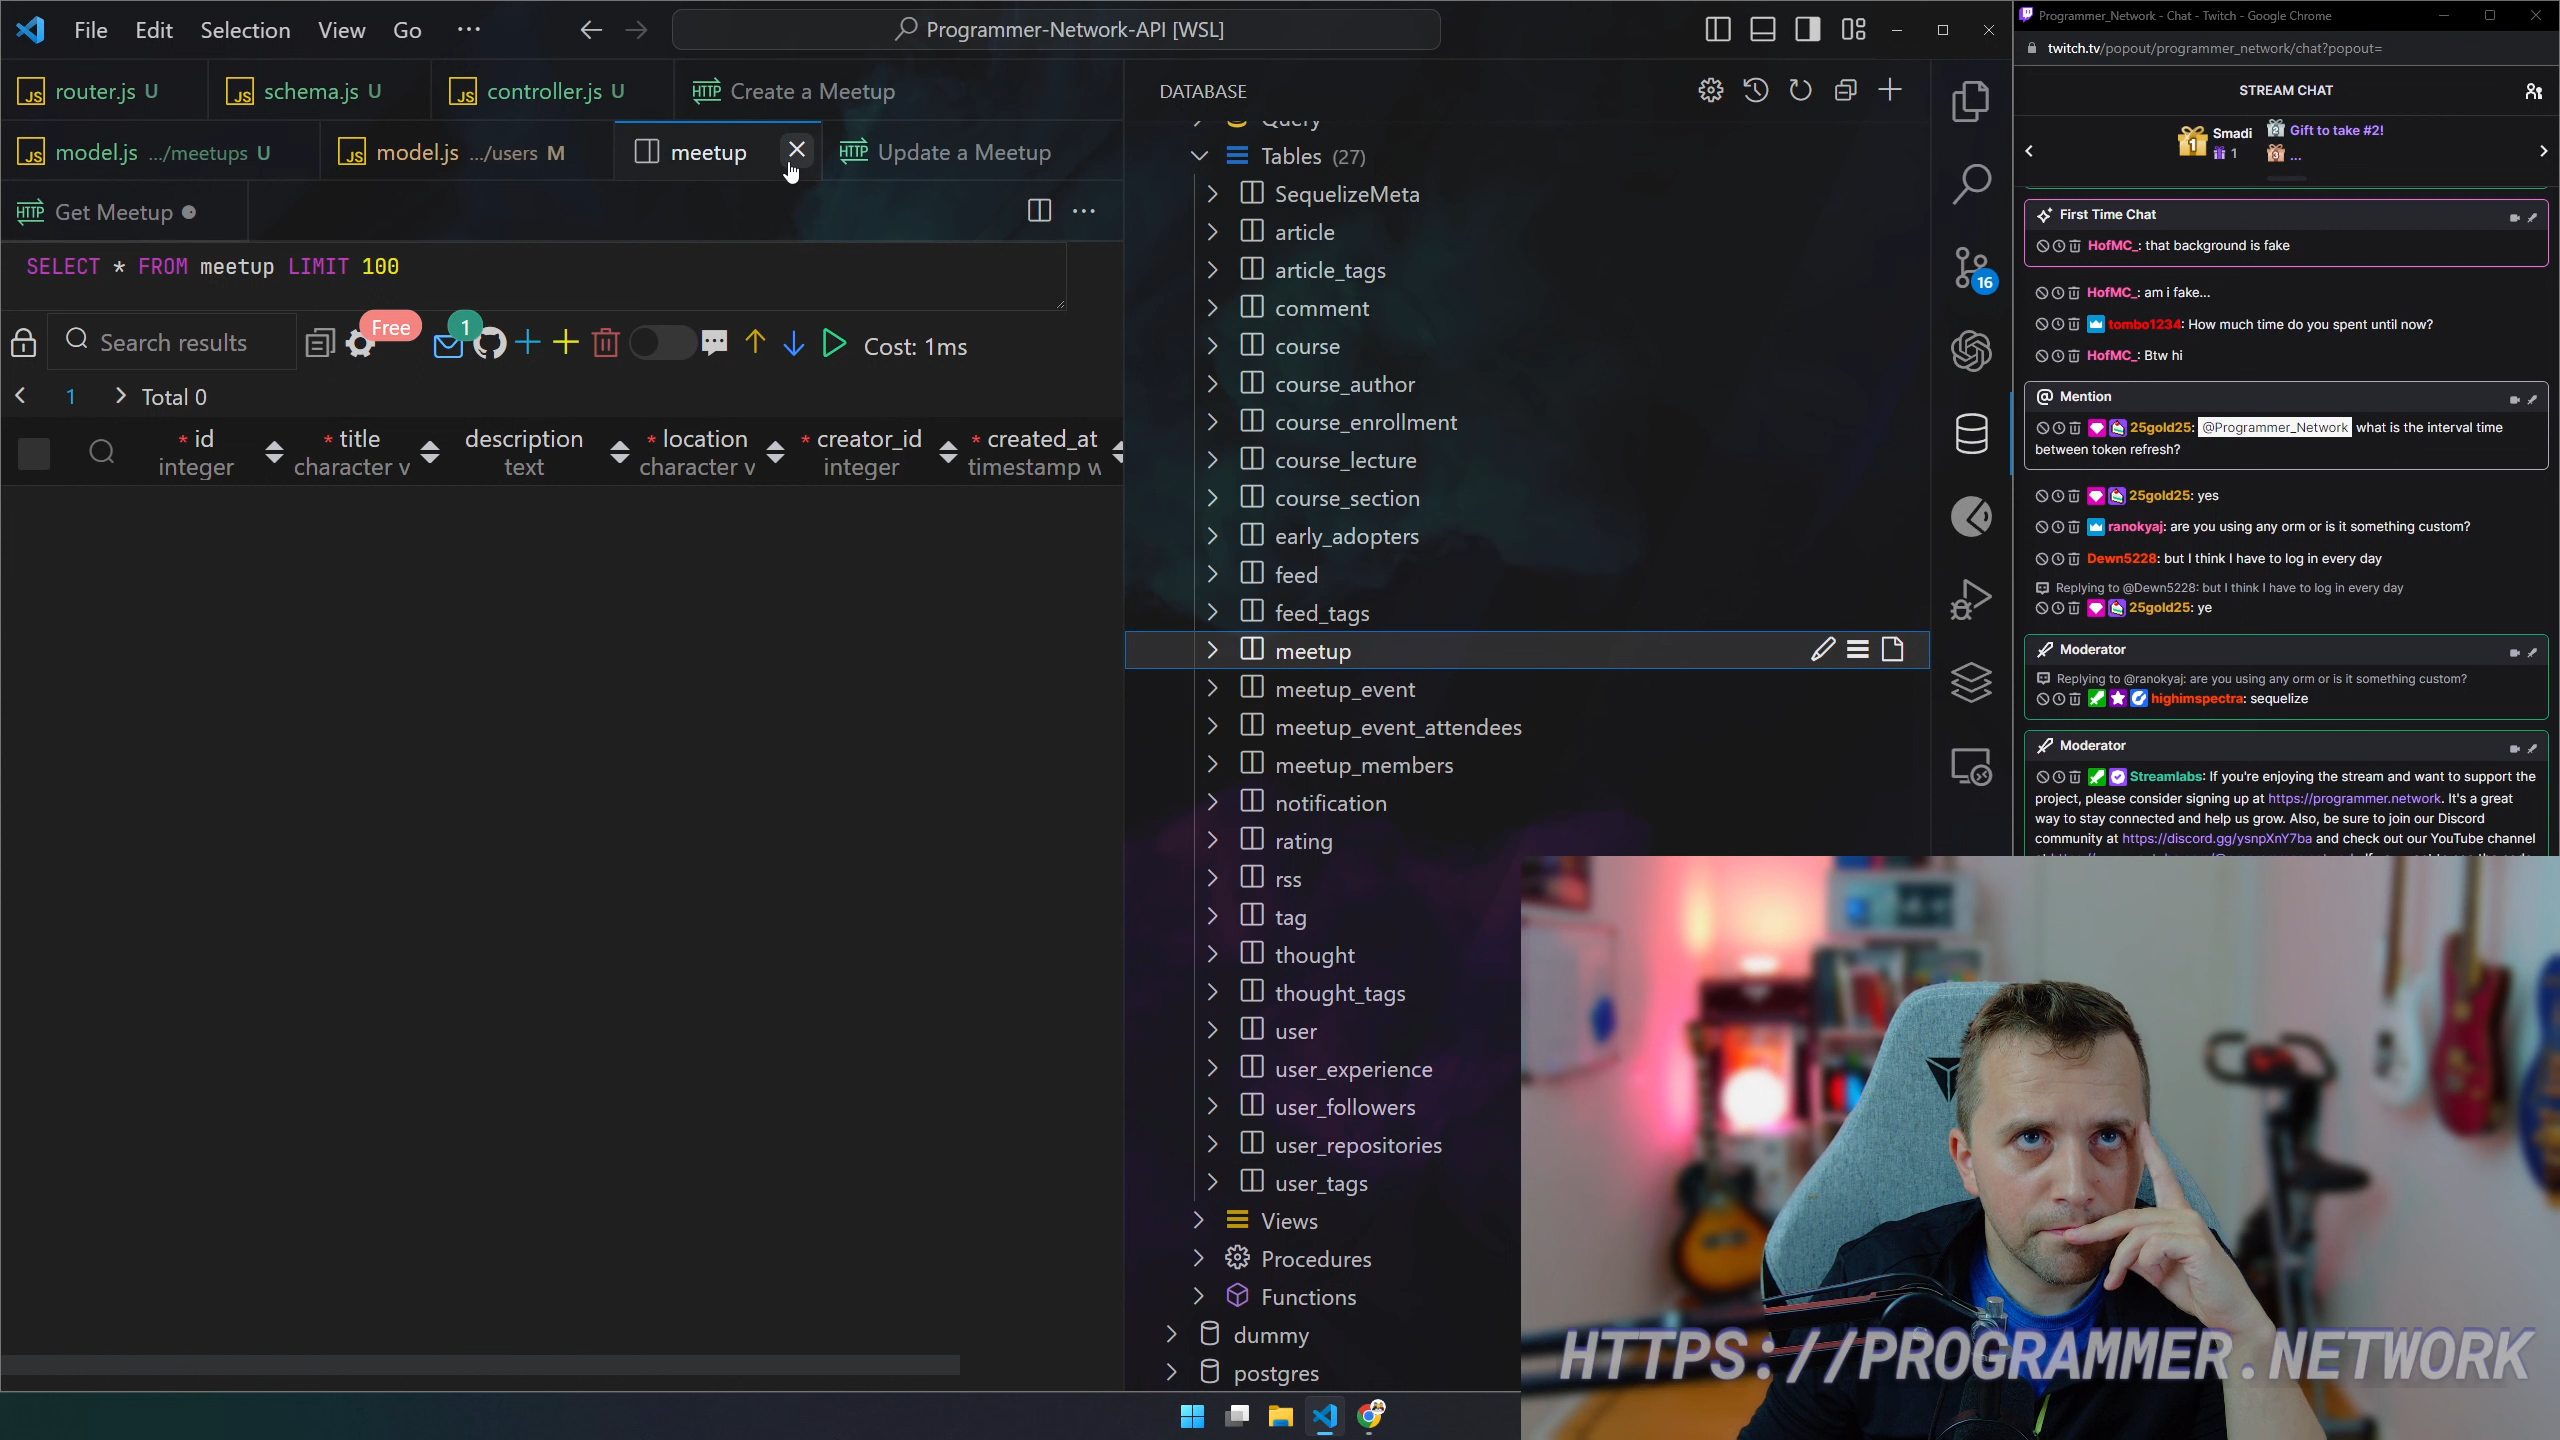 File Edit Selection View Go ···
Programmer-Network-API [WSL]
JS router.js U
JS schema.js U
JS controller.js U
HTTP Create a Meetup
JS model.js .../meetups U
JS model.js .../users M
meetup
HTTP Update a Meetup
HTTP Get Meetup
SELECT * FROM meetup LIMIT 100
Search results
Free
1
Cost: 1ms
1
Total 0
* id
integer
* title
character v
description
text
* location
character v
* creator_id
integer
* created_at
timestamp w
DATABASE
Query
Tables (27)
SequelizeMeta
article
article_tags
comment
course
course_author
course_enrollment
course_lecture
course_section
early_adopters
feed
feed_tags
meetup
meetup_event
meetup_event_attendees
meetup_members
notification
rating
rss
tag
thought
thought_tags
user
user_experience
user_followers
user_repositories
user_tags
Views
Procedures
Functions
dummy
postgres
16
Programmer_Network - Chat - Twitch - Google Chrome
twitch.tv/popout/programmer_network/chat?popout=
STREAM CHAT
1
Smadi
1
2
Gift to take #2!
3
...
First Time Chat
HofMC_: that background is fake
HofMC_: am i fake...
tombo1234: How much time do you spent until now?
HofMC_: Btw hi
Mention
25gold25: @Programmer_Network what is the interval time
between token refresh?
25gold25: yes
ranokyaj: are you using any orm or is it something custom?
Dewn5228: but I think I have to log in every day
Replying to @Dewn5228: but I think I have to log in every day
25gold25: ye
Moderator
Replying to @ranokyaj: are you using any orm or is it something custom?
highimspectra: sequelize
Moderator
Streamlabs: If you're enjoying the stream and want to support the
project, please consider signing up at https://programmer.network. It's a great
way to stay connected and help us grow. Also, be sure to join our Discord
community at https://discord.gg/ysnpXnY7ba and check out our YouTube channel
HTTPS://PROGRAMMER.NETWORK